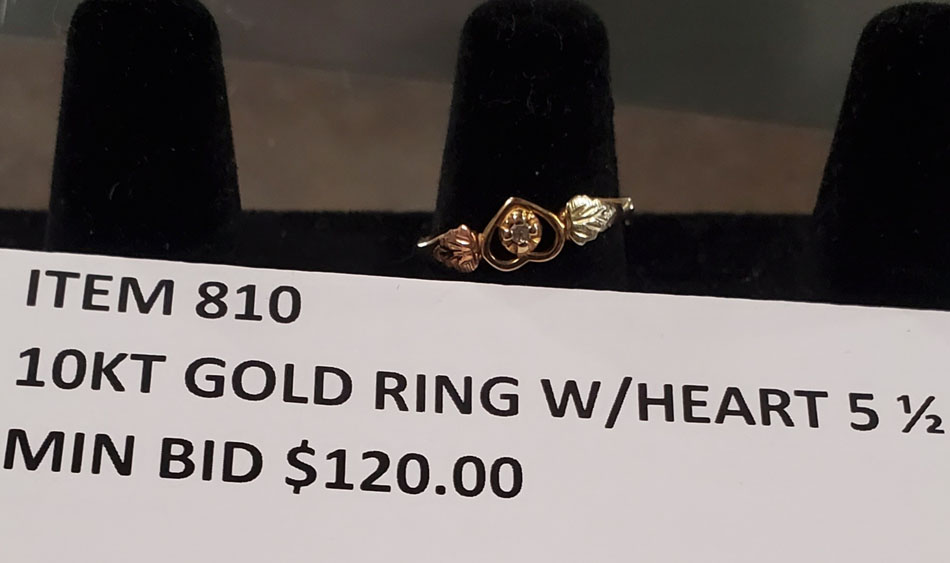 ITEM 810
10KT GOLD RING W/HEART 5 ½
MIN BID $120.00